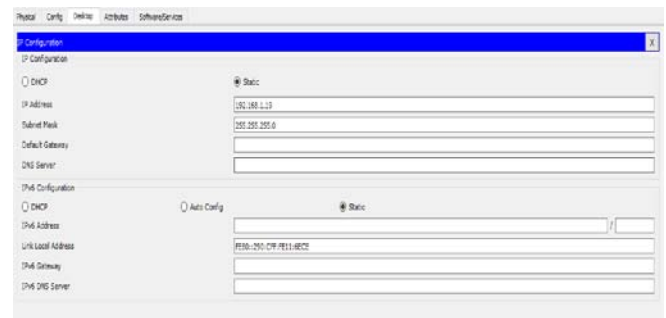 Physical Config Desktop Attributes Software/Services
IP Configuration X
IP Configuration
DHCP Static
IP Address 192.168.1.15
Subnet Mask 255.255.255.0
Default Gateway
DNS Server
IPv6 Configuration
DHCP Auto Config Static
IPv6 Address /
Link Local Address
IPv6 Gateway
IPv6 DNS Server